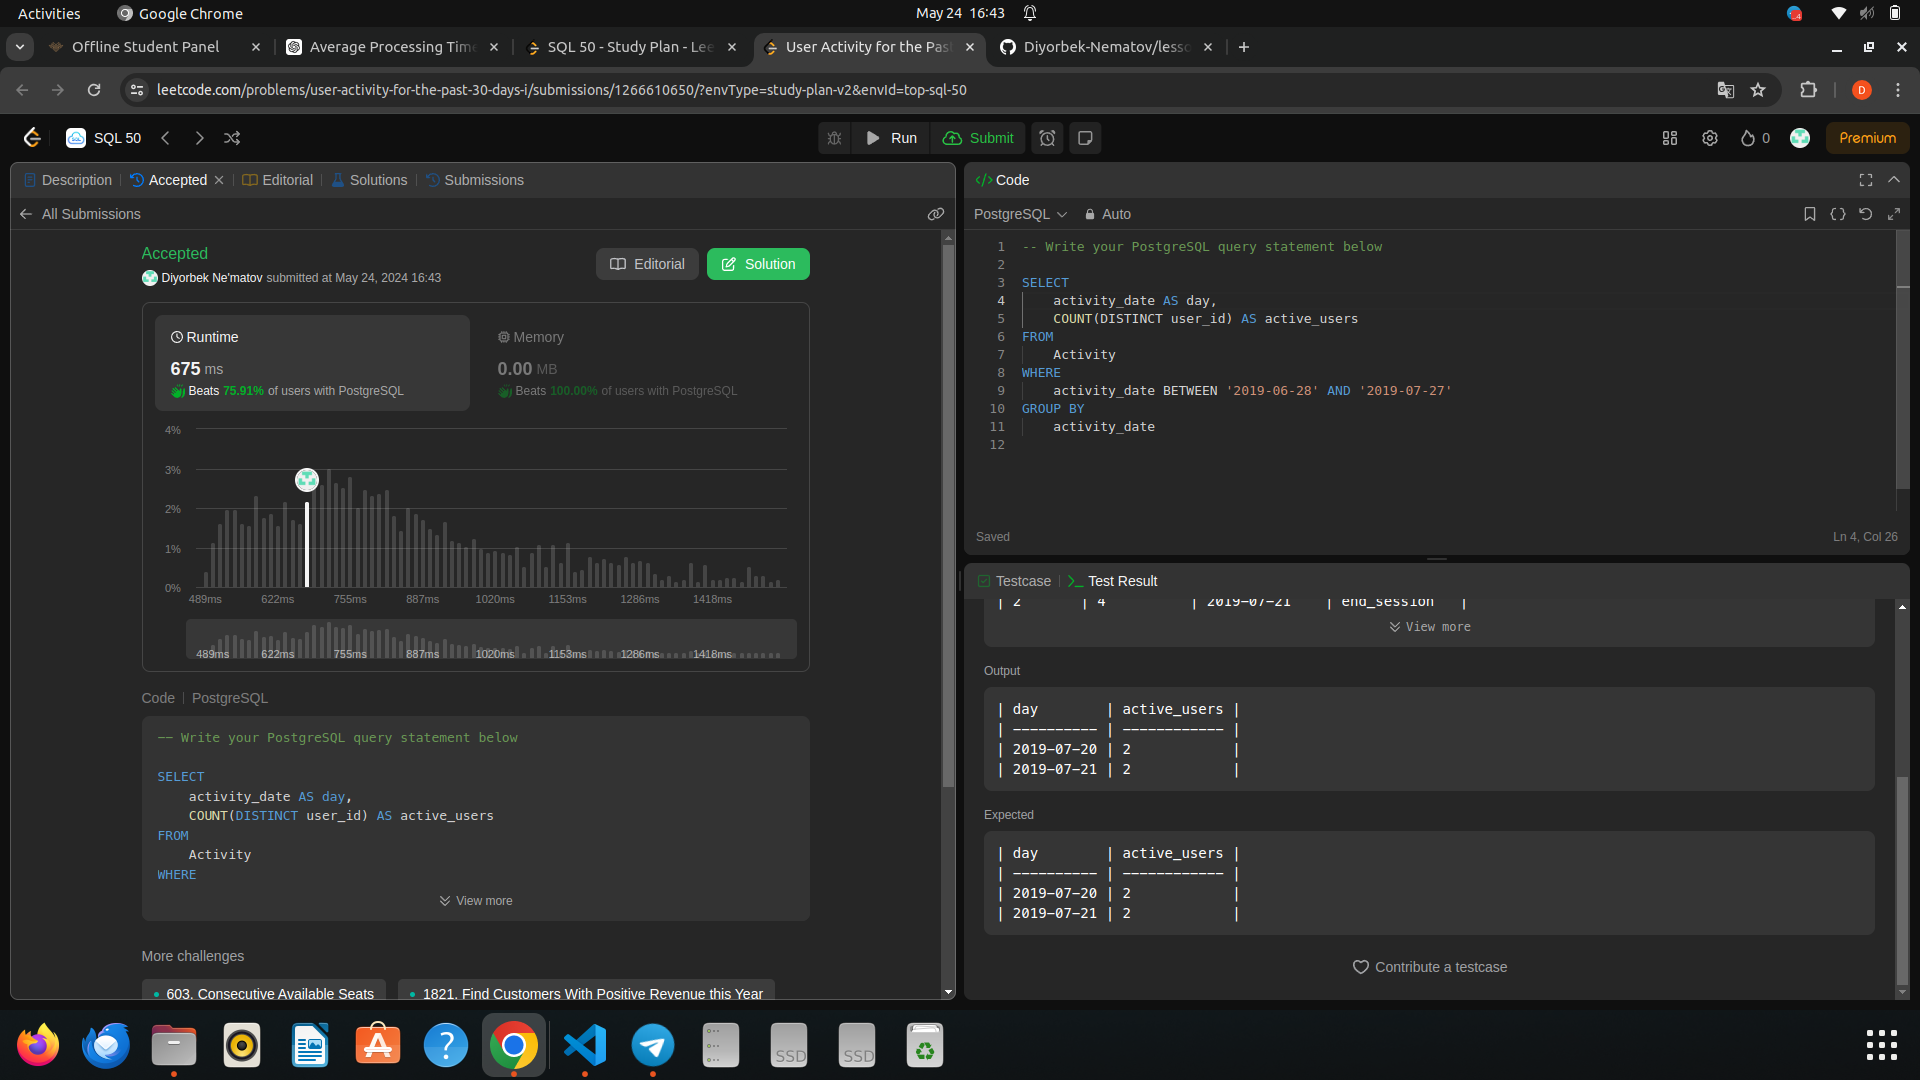 Activities
Google Chrome
May 24 16:43
Offline Student Panel
Average Processing Time
SQL 50 - Study Plan - Lee
User Activity for the Pas
Diyorbek-Nematov/lesso
leetcode.com/problems/user-activity-for-the-past-30-days-i/submissions/1266610650/?envType=study-plan-v2&envId=top-sql-50
D
SQL 50
Run
Submit
0
Premium
Description
Accepted
Editorial
Solutions
Submissions
All Submissions
Accepted
Diyorbek Ne'matov submitted at May 24, 2024 16:43
Editorial
Solution
Runtime
675 ms
Beats 75.91% of users with PostgreSQL
Memory
0.00 MB
Beats 100.00% of users with PostgreSQL
4%
3%
2%
1%
0%
489ms 622ms 755ms 887ms 1020ms 1153ms 1286ms 1418ms
489ms 622ms 755ms 887ms 1020ms 1153ms 1286ms 1418ms
Code | PostgreSQL
-- Write your PostgreSQL query statement below
SELECT
activity_date AS day,
COUNT(DISTINCT user_id) AS active_users
FROM
Activity
WHERE
View more
More challenges
603. Consecutive Available Seats
1821. Find Customers With Positive Revenue this Year
</> Code
PostgreSQL
Auto
1 -- Write your PostgreSQL query statement below
2
3 SELECT
4 activity_date AS day,
5 COUNT(DISTINCT user_id) AS active_users
6 FROM
7 Activity
8 WHERE
9 activity_date BETWEEN '2019-06-28' AND '2019-07-27'
10 GROUP BY
11 activity_date
12
Saved
Ln 4, Col 26
Testcase
Test Result
| 2 | 4 | 2019-07-21 | end_session |
View more
Output
| day | active_users |
| ---------- | ------------ |
| 2019-07-20 | 2 |
| 2019-07-21 | 2 |
Expected
| day | active_users |
| ---------- | ------------ |
| 2019-07-20 | 2 |
| 2019-07-21 | 2 |
Contribute a testcase
SSD
SSD